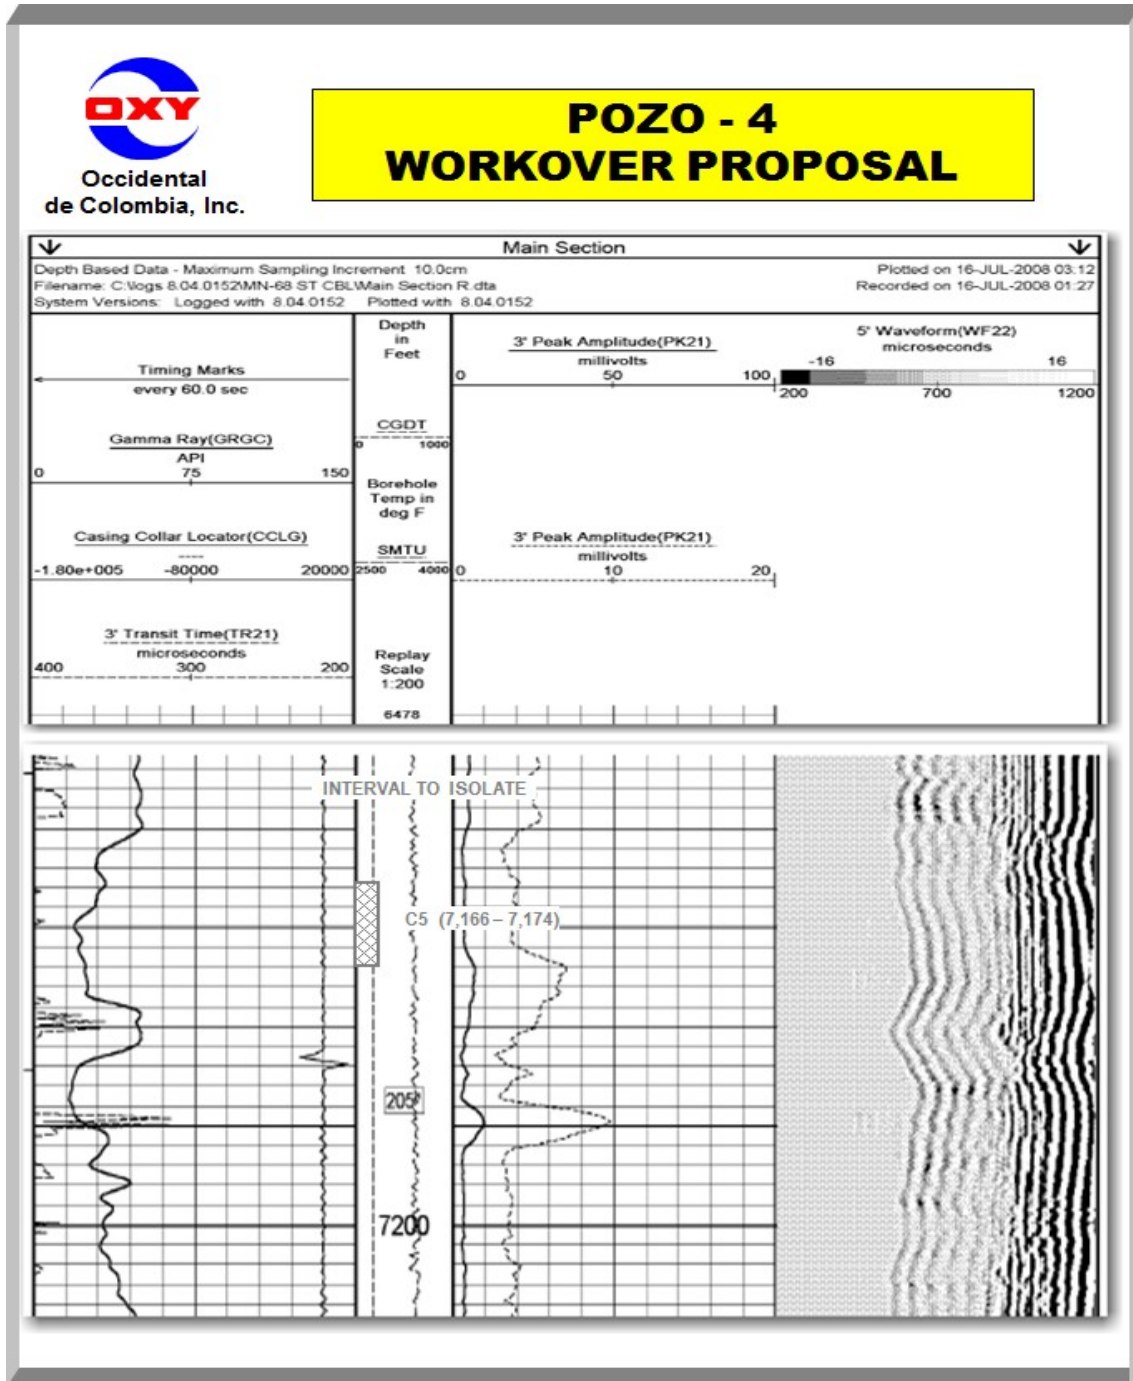 OXY
Occidental
de Colombia, Inc.
POZO - 4
WORKOVER PROPOSAL
Main Section
Depth Based Data - Maximum Sampling Increment 10.0cm
Plotted on 16-JUL-2008 03:12
Filename: C:\logs 8.04.0152\MN-68 ST CBL\Main Section R.dta
Recorded on 16-JUL-2008 01:27
System Versions: Logged with 8.04.0152 Plotted with 8.04.0152
Timing Marks
every 60.0 sec
Gamma Ray(GRGC)
API
0 75 150
Casing Collar Locator(CCLG)
----
-1.80e+005 -80000 20000
3' Transit Time(TR21)
microseconds
400 300 200
Depth
in
Feet
CGDT
0 1000
Borehole
Temp in
deg F
SMTU
2500 4000
Replay
Scale
1:200
6478
3' Peak Amplitude(PK21)
millivolts
0 50 100
3' Peak Amplitude(PK21)
millivolts
0 10 20
5' Waveform(WF22)
microseconds
-16 16
200 700 1200
INTERVAL TO ISOLATE
C5 (7,166 – 7,174)
205°
7200